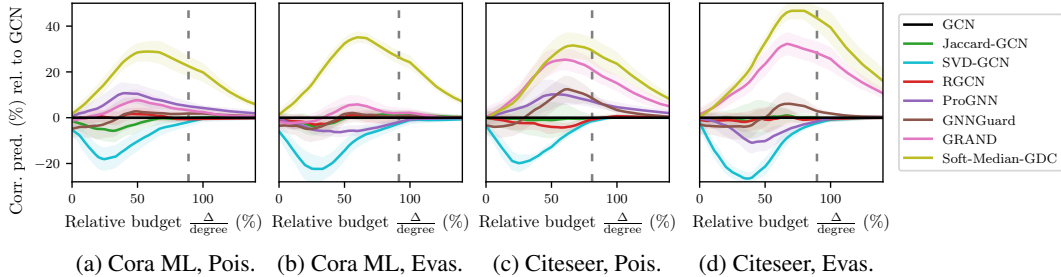 Corr. pred. (%) rel. to GCN
40
20
0
−20
0 50 100
0 50 100
0 50 100
0 50 100
Relative budget Δ/degree (%)
Relative budget Δ/degree (%)
Relative budget Δ/degree (%)
Relative budget Δ/degree (%)
(a) Cora ML, Pois.
(b) Cora ML, Evas.
(c) Citeseer, Pois.
(d) Citeseer, Evas.
GCN
Jaccard-GCN
SVD-GCN
RGCN
ProGNN
GNNGuard
GRAND
Soft-Median-GDC